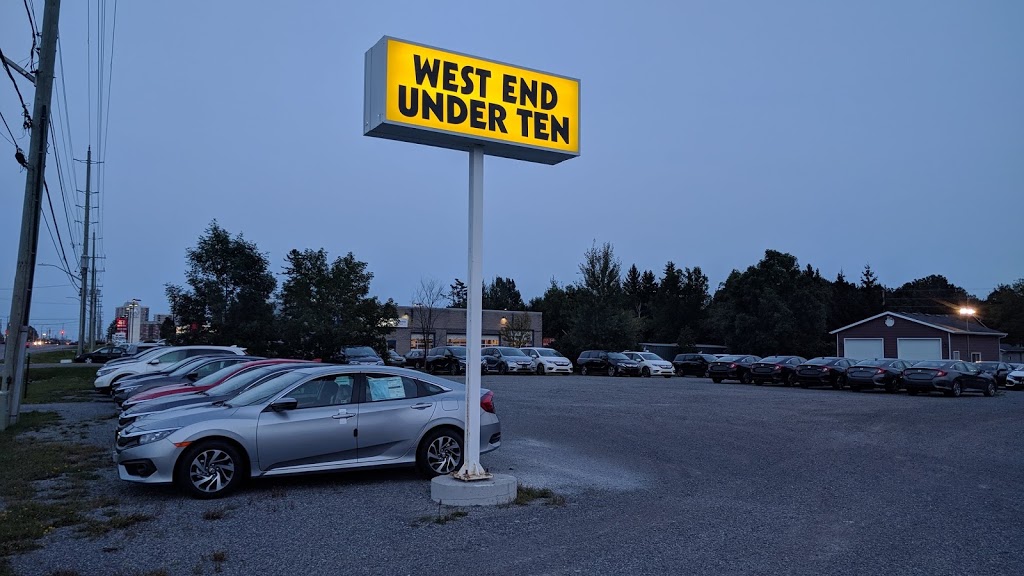 WEST END
UNDER TEN